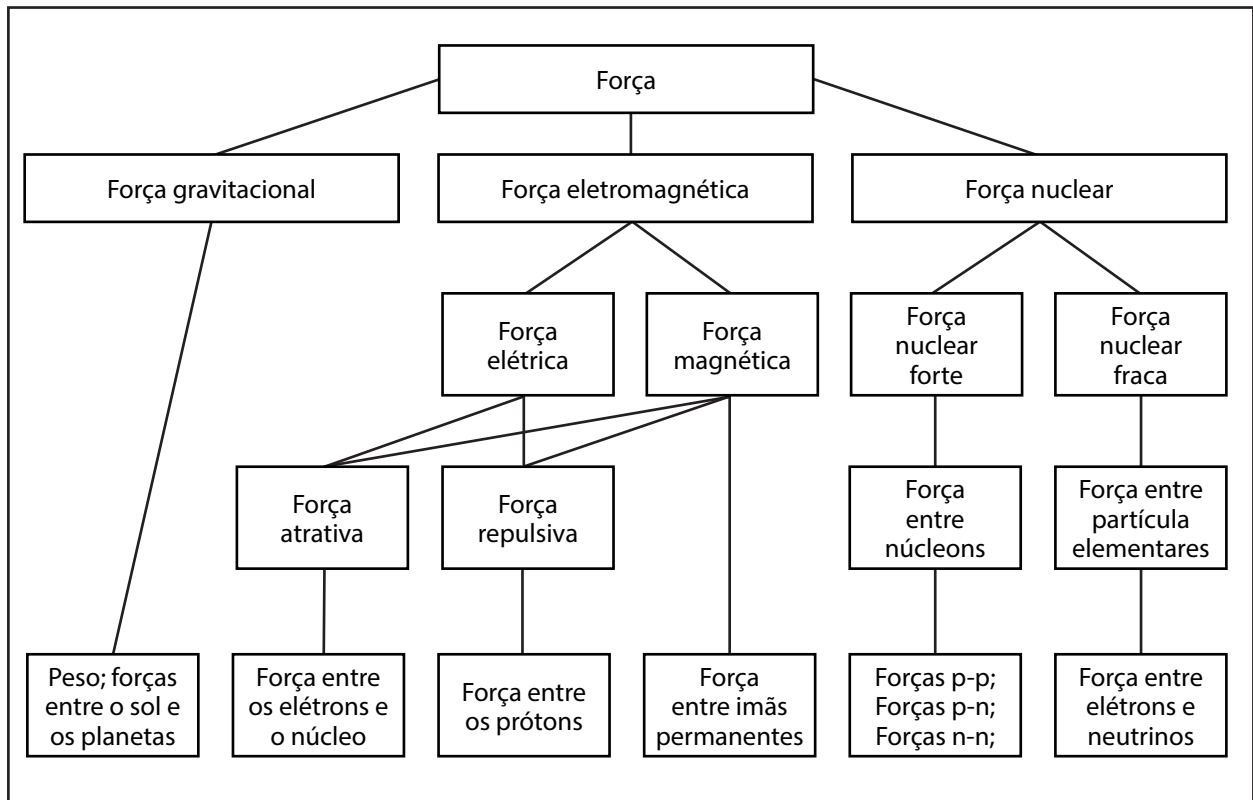 Força
Força gravitacional
Força eletromagnética
Força nuclear
Força
elétrica
Força
magnética
Força
nuclear
forte
Força
nuclear
fraca
Força
atrativa
Força
repulsiva
Força
entre
núcleons
Força entre
partícula
elementares
Peso; forças
entre o sol e
os planetas
Força entre
os elétrons e
o núcleo
Força entre
os prótons
Força
entre imãs
permanentes
Forças p-p;
Forças p-n;
Forças n-n;
Força entre
elétrons e
neutrinos